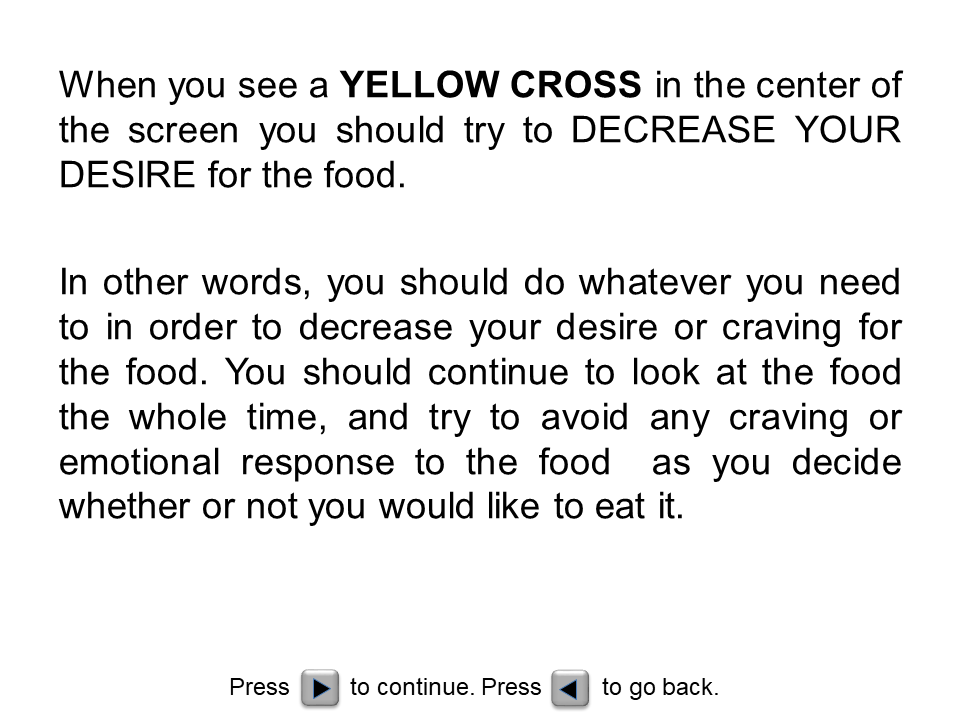 When you see a YELLOW CROSS in the center of
the screen you should try to DECREASE YOUR
DESIRE for the food.
In other words, you should do whatever you need
to in order to decrease your desire or craving for
the food. You should continue to look at the food
the whole time, and try to avoid any craving or
emotional response to the food as you decide
whether or not you would like to eat it.
Press to continue. Press to go back.